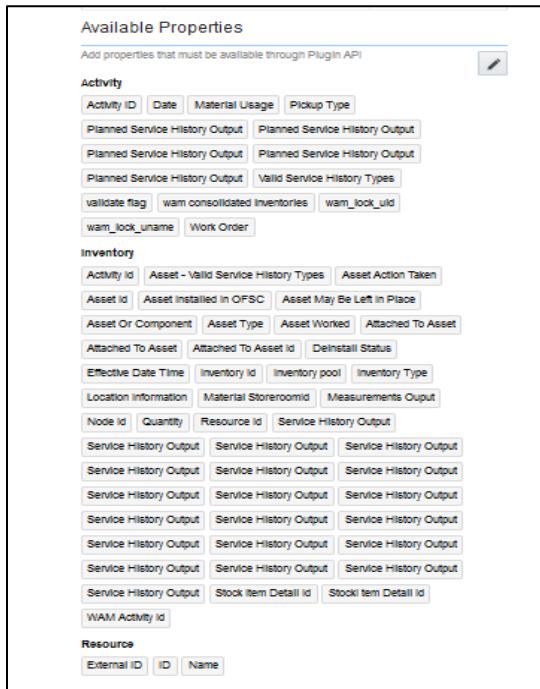 Available Properties
Add properties that must be available through Plugin API
Activity
Activity ID Date Material Usage Pickup Type
Planned Service History Output Planned Service History Output
Planned Service History Output Planned Service History Output
Planned Service History Output Valid Service History Types
validate flag wam consolidated inventories wam_lock_uid
wam_lock_uname Work Order
Inventory
Activity Id Asset - Valid Service History Types Asset Action Taken
Asset Id Asset Installed in OFSC Asset May Be Left in Place
Asset Or Component Asset Type Asset Worked Attached To Asset
Attached To Asset Attached To Asset Id Deinstall Status
Effective Date Time Inventory Id Inventory pool Inventory Type
Location Information Material Storeroomid Measurements Ouput
Node Id Quantity Resource Id Service History Output
Service History Output Service History Output Service History Output
Service History Output Service History Output Service History Output
Service History Output Service History Output Service History Output
Service History Output Service History Output Service History Output
Service History Output Service History Output Service History Output
Service History Output Service History Output Service History Output
Service History Output Stock Item Detail Id Stocki tem Detail Id
WAM Activity Id
Resource
External ID ID Name